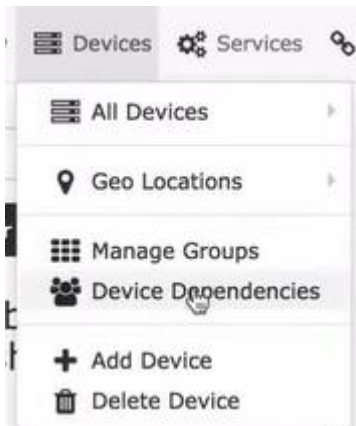 Devices Services
All Devices
Geo Locations
Manage Groups
Device Dependencies
Add Device
Delete Device